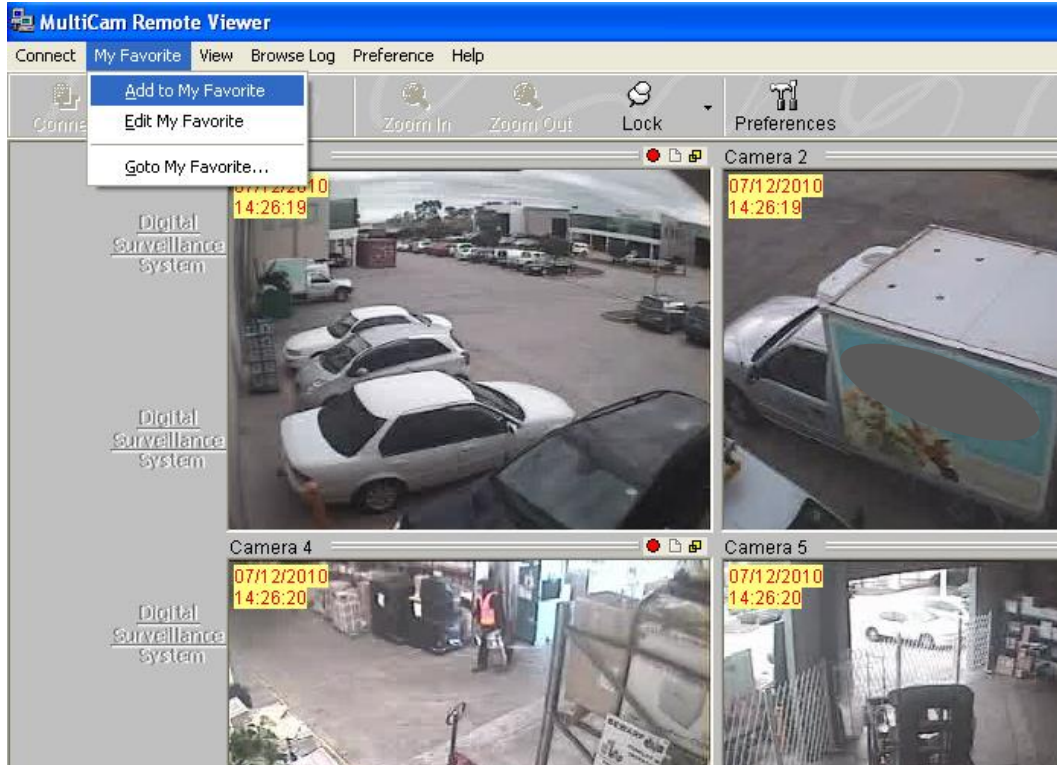 MultiCam Remote Viewer
Connect My Favorite View Browse Log Preference Help
Add to My Favorite
Edit My Favorite
Goto My Favorite...
Conne Zoom In Zoom Out Lock Preferences
Camera 2
07/12/2010
14:26:19
07/12/2010
14:26:19
Digital
Surveillance
System
Digital
Surveillance
System
Camera 4
Camera 5
07/12/2010
14:26:20
07/12/2010
14:26:20
Digital
Surveillance
System
BEWARE